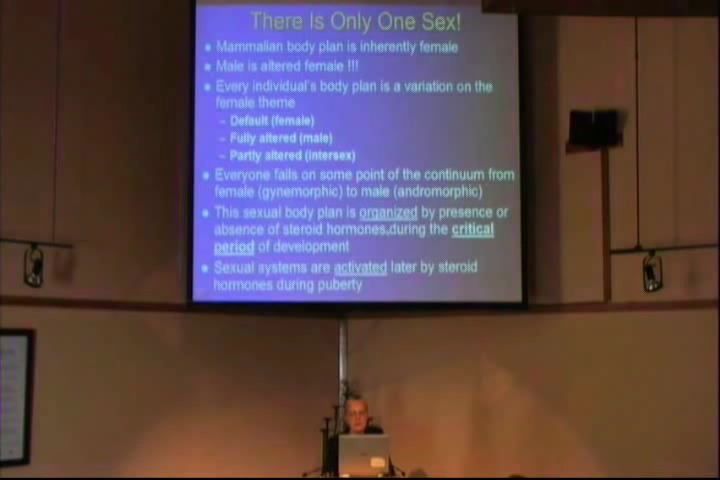 There Is Only One Sex!
Mammalian body plan is inherently female
Male is altered female !!!
Every individual's body plan is a variation on the
female theme
– Default (female)
– Fully altered (male)
– Partly altered (intersex)
Everyone falls on some point of the continuum from
female (gynemorphic) to male (andromorphic)
This sexual body plan is organized by presence or
absence of steroid hormones,during the critical
period of development
Sexual systems are activated later by steroid
hormones during puberty